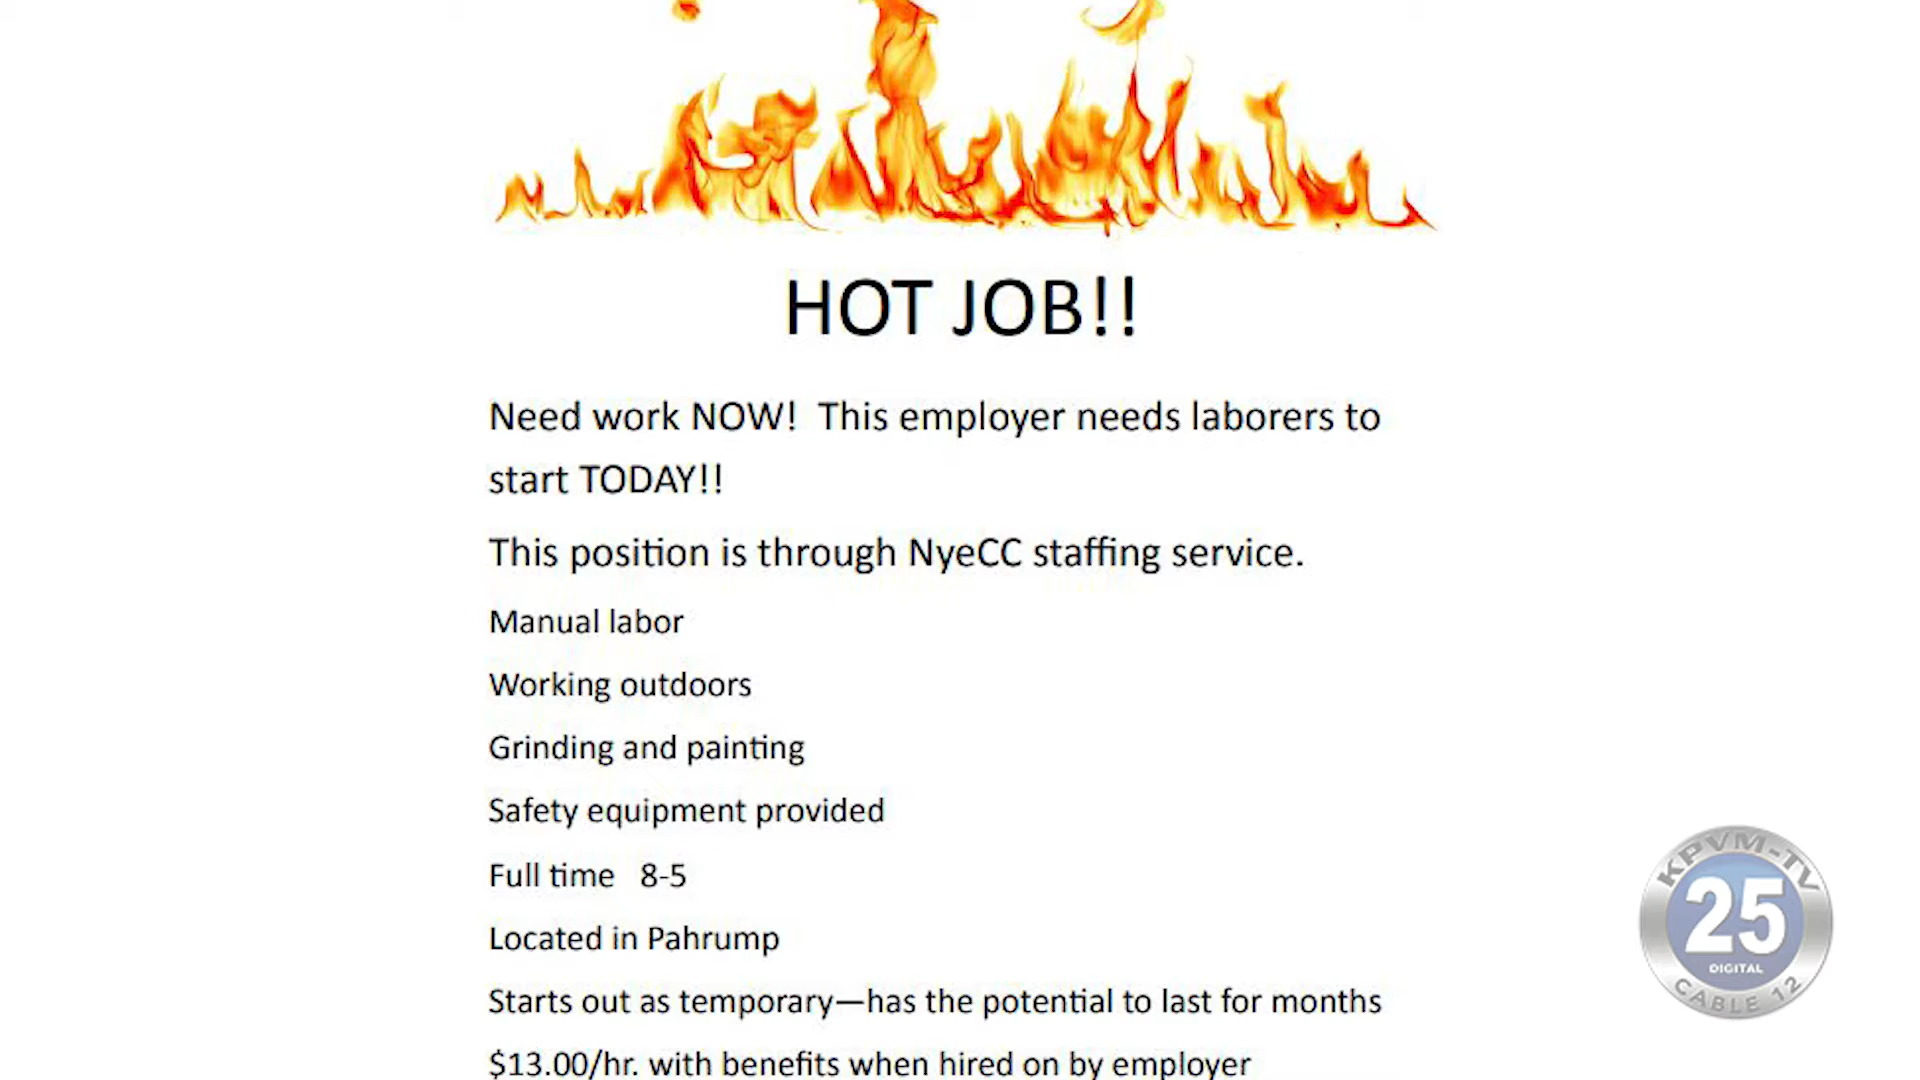 HOT JOB!!
Need work NOW!  This employer needs laborers to
start TODAY!!
This position is through NyeCC staffing service.
Manual labor
Working outdoors
Grinding and painting
Safety equipment provided
Full time   8-5
Located in Pahrump
Starts out as temporary—has the potential to last for months
$13.00/hr. with benefits when hired on by employer
KPVM-TV
25
DIGITAL
CABLE 12